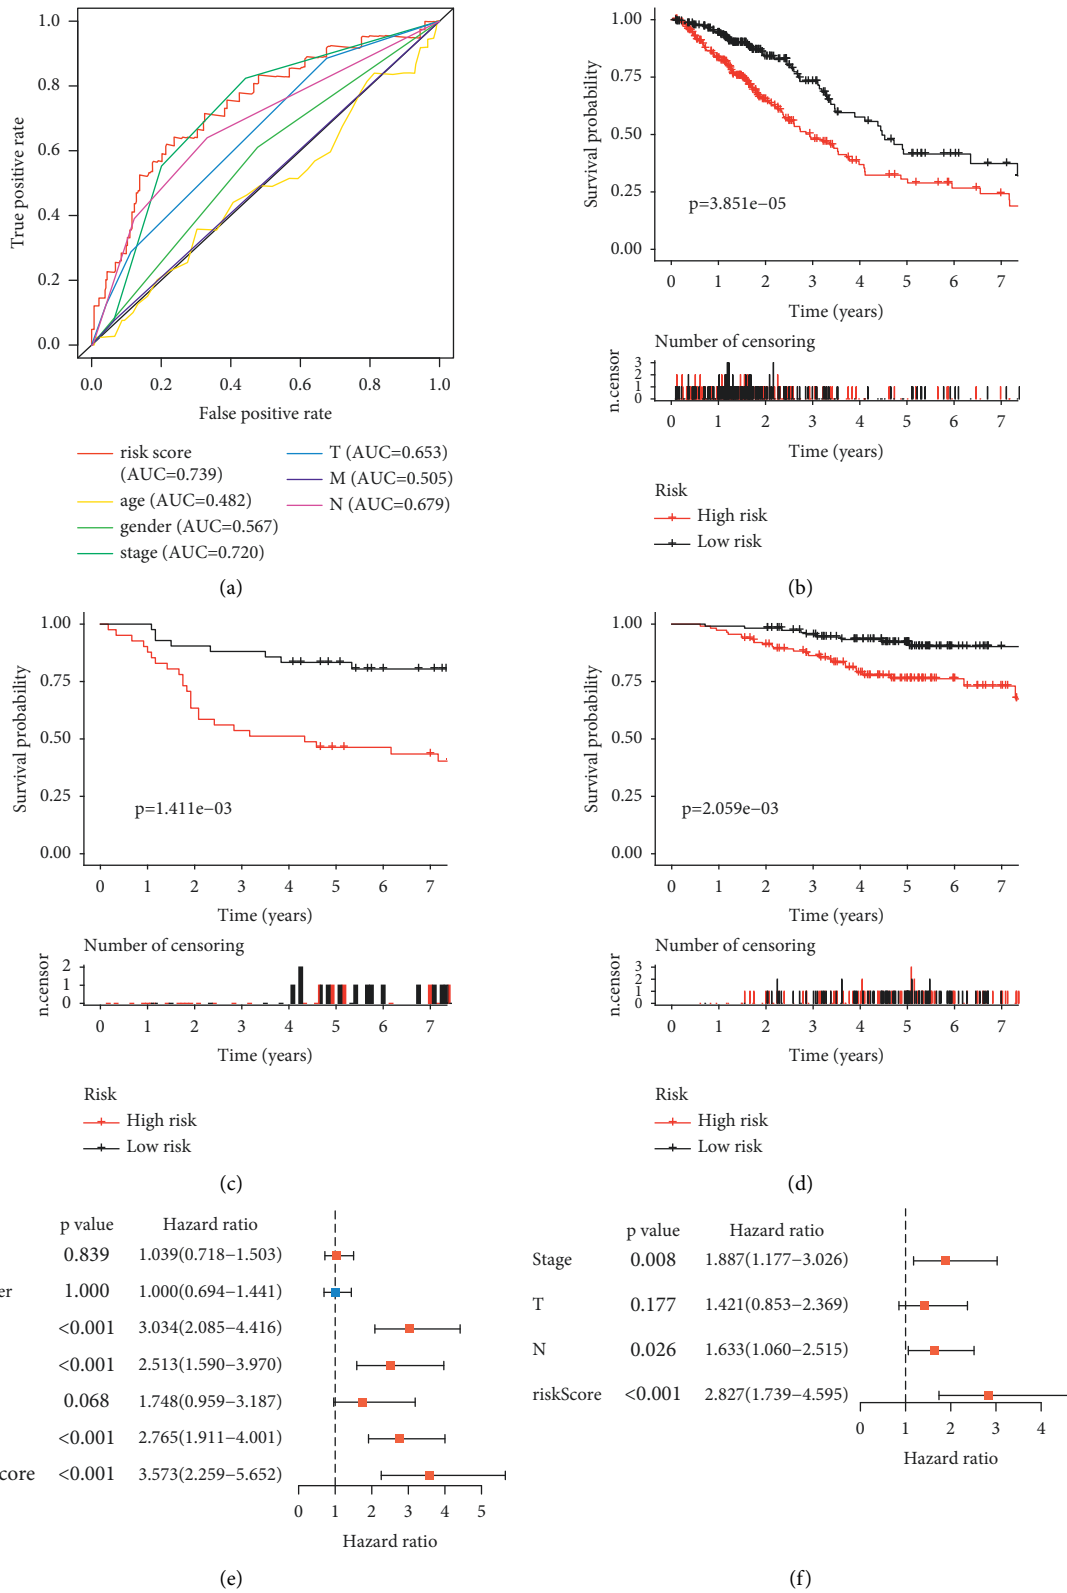 True positive rate
1.0
0.8
0.6
0.4
0.2
0.0
0.0 0.2 0.4 0.6 0.8 1.0
False positive rate
risk score
(AUC=0.739)
age (AUC=0.482)
gender (AUC=0.567)
stage (AUC=0.720)
T (AUC=0.653)
M (AUC=0.505)
N (AUC=0.679)
(a)
Survival probability
1.00
0.75
0.50
0.25
0.00
p=3.851e−05
0 1 2 3 4 5 6 7
Time (years)
Number of censoring
n.censor
3
2
1
0
0 1 2 3 4 5 6 7
Time (years)
Risk
High risk
Low risk
(b)
Survival probability
1.00
0.75
0.50
0.25
0.00
p=1.411e−03
0 1 2 3 4 5 6 7
Time (years)
Number of censoring
n.censor
2
1
0
0 1 2 3 4 5 6 7
Time (years)
Risk
High risk
Low risk
(c)
Survival probability
1.00
0.75
0.50
0.25
0.00
p=2.059e−03
0 1 2 3 4 5 6 7
Time (years)
Number of censoring
n.censor
3
2
1
0
0 1 2 3 4 5 6 7
Time (years)
Risk
High risk
Low risk
(d)
p value Hazard ratio
0.839 1.039(0.718−1.503)
er 1.000 1.000(0.694−1.441)
<0.001 3.034(2.085−4.416)
<0.001 2.513(1.590−3.970)
0.068 1.748(0.959−3.187)
<0.001 2.765(1.911−4.001)
core <0.001 3.573(2.259−5.652)
0 1 2 3 4 5
Hazard ratio
(e)
p value Hazard ratio
Stage 0.008 1.887(1.177−3.026)
T 0.177 1.421(0.853−2.369)
N 0.026 1.633(1.060−2.515)
riskScore <0.001 2.827(1.739−4.595)
0 1 2 3 4
Hazard ratio
(f)